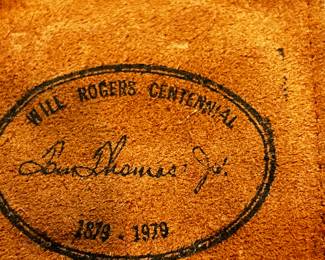 WILL ROGERS CENTENNIAL
Thomas Jr.
1879 - 1979